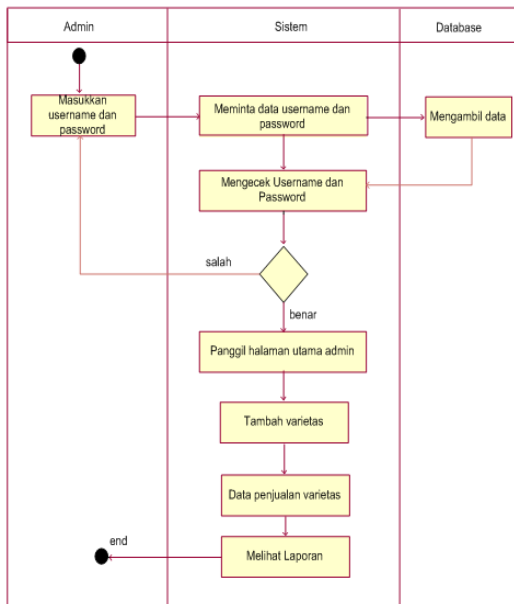 Admin
Sistem
Database
Masukkan
username dan
password
Meminta data username dan
password
Mengambil data
Mengecek Username dan
Password
salah
benar
Panggil halaman utama admin
Tambah varietas
Data penjualan varietas
end
Melihat Laporan